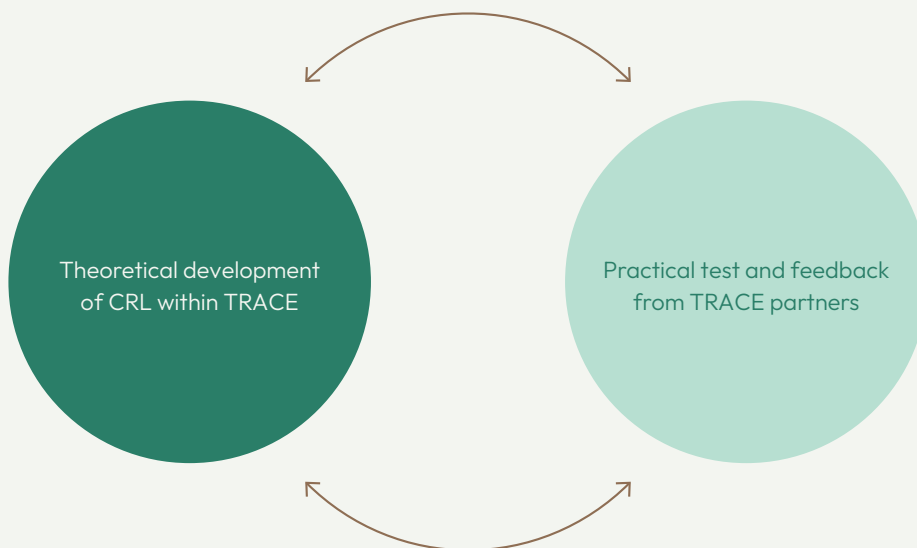 Theoretical development
of CRL within TRACE
Practical test and feedback
from TRACE partners